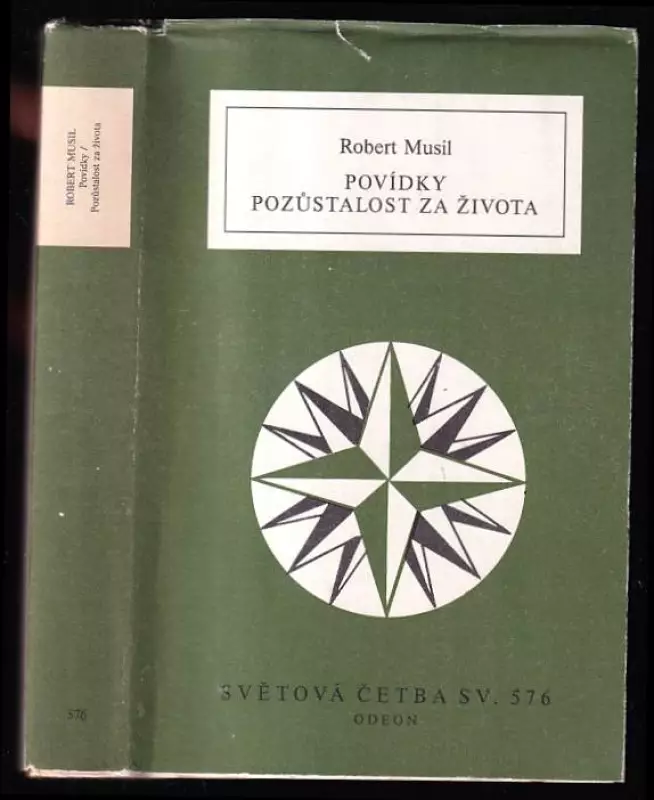 ROBERT MUSIL
Povídky /
Pozůstalost za života
576
Robert Musil
POVÍDKY
POZŮSTALOST ZA ŽIVOTA
SVĚTOVÁ ČETBA SV. 576
ODEON